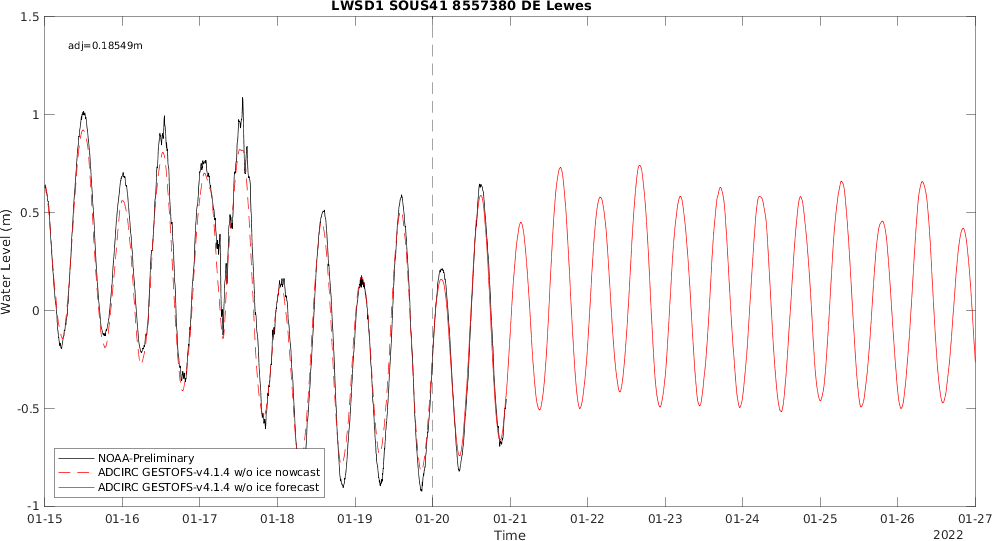 LWSD1 SOUS41 8557380 DE Lewes
adj=0.18549m
1.5
1
0.5
0
-0.5
-1
Water Level (m)
NOAA-Preliminary
ADCIRC GESTOFS-v4.1.4 w/o ice nowcast
ADCIRC GESTOFS-v4.1.4 w/o ice forecast
01-15 01-16 01-17 01-18 01-19 01-20 01-21 01-22 01-23 01-24 01-25 01-26 01-27
Time
2022